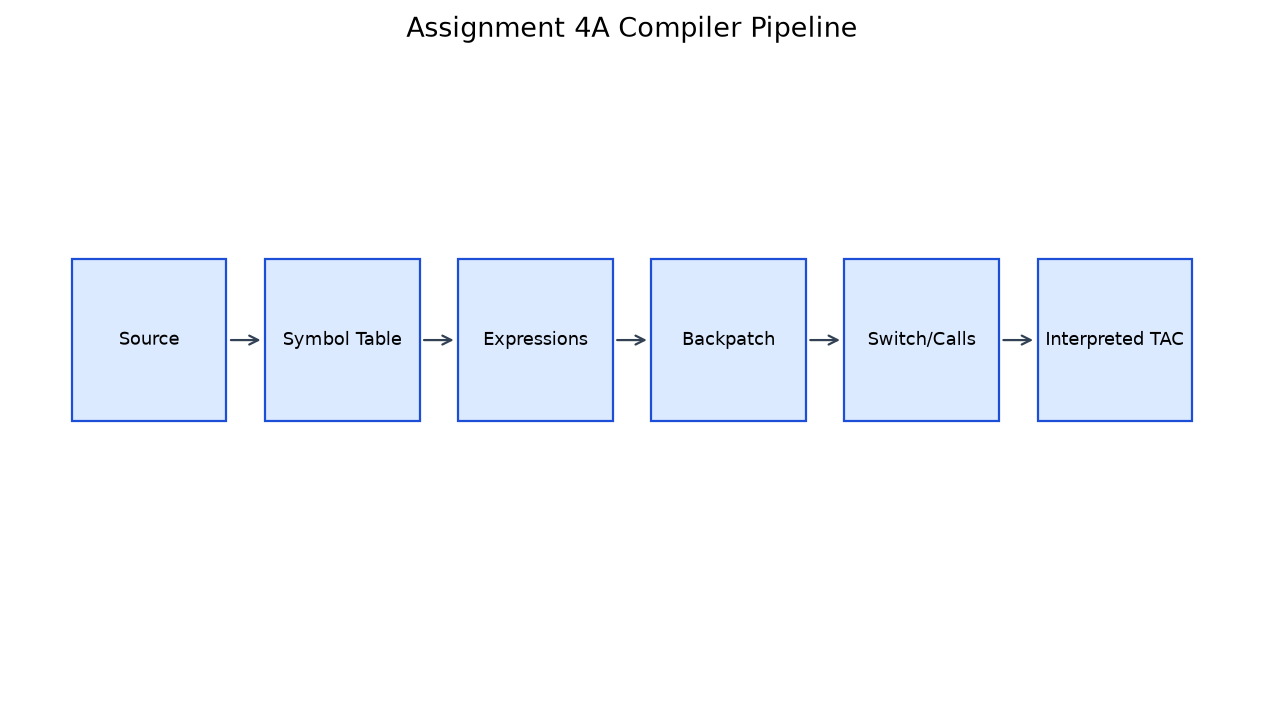 Assignment 4A Compiler Pipeline
Source
Symbol Table
Expressions
Backpatch
Switch/Calls
Interpreted TAC